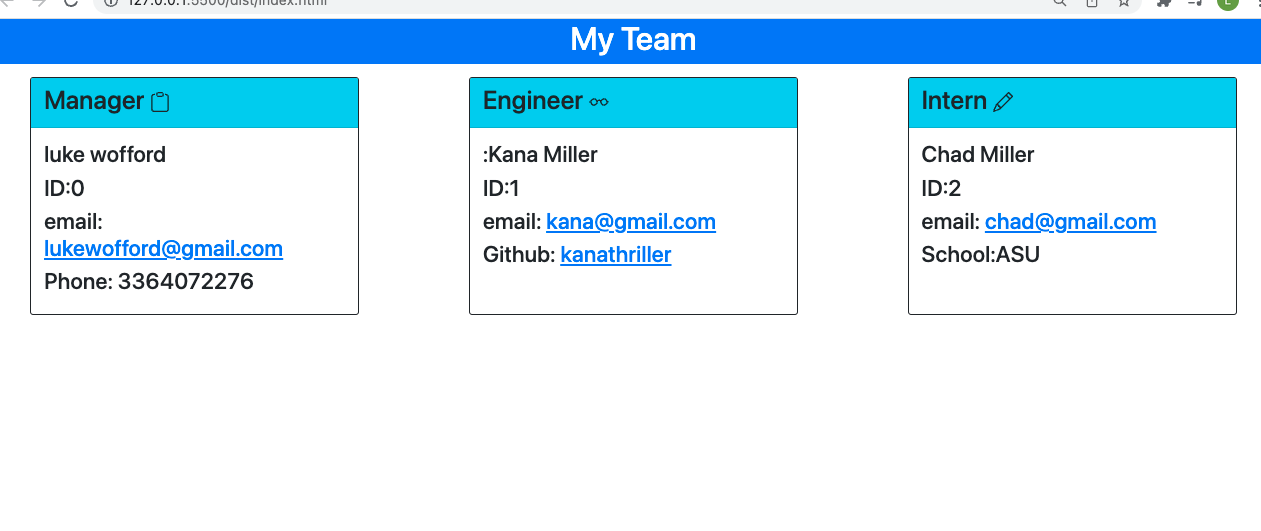 127.0.0.1:5500/dist/index.html
My Team
Manager
luke wofford
ID:0
email:
lukewofford@gmail.com
Phone: 3364072276
Engineer
:Kana Miller
ID:1
email: kana@gmail.com
Github: kanathriller
Intern
Chad Miller
ID:2
email: chad@gmail.com
School:ASU